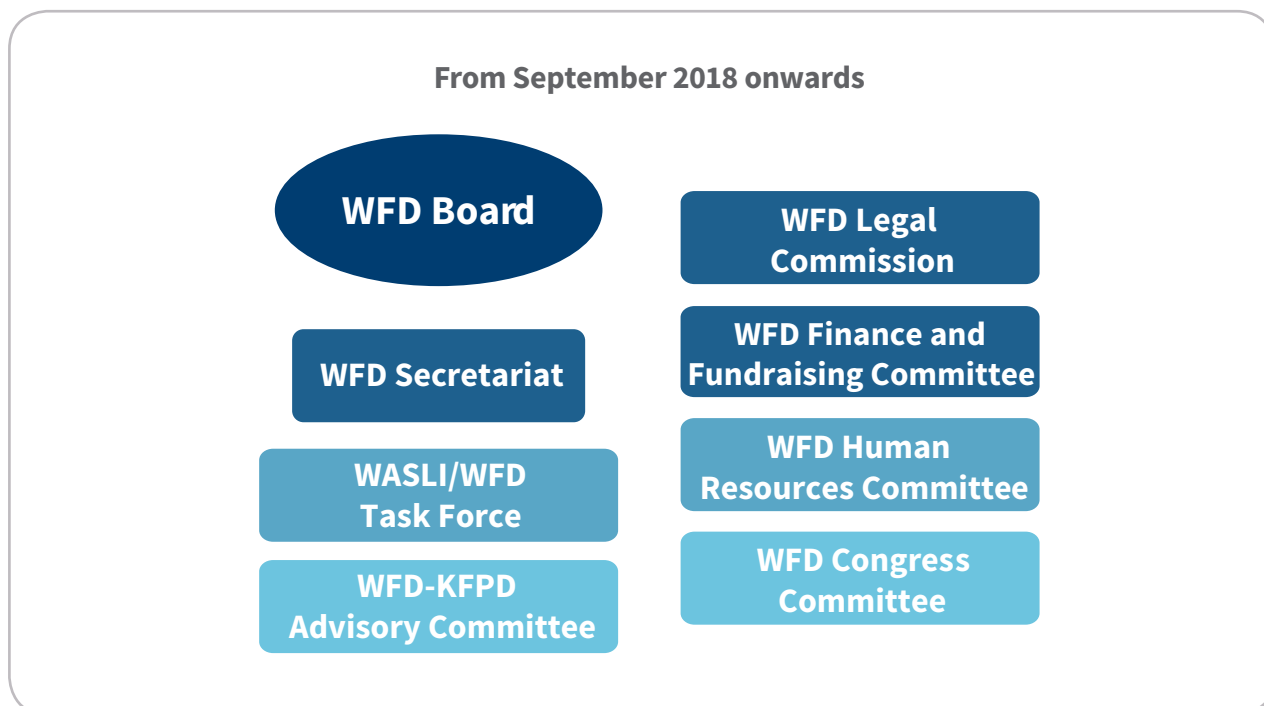 From September 2018 onwards
WFD Board
WFD Secretariat
WASLI/WFD
Task Force
WFD-KFPD
Advisory Committee
WFD Legal
Commission
WFD Finance and
Fundraising Committee
WFD Human
Resources Committee
WFD Congress
Committee